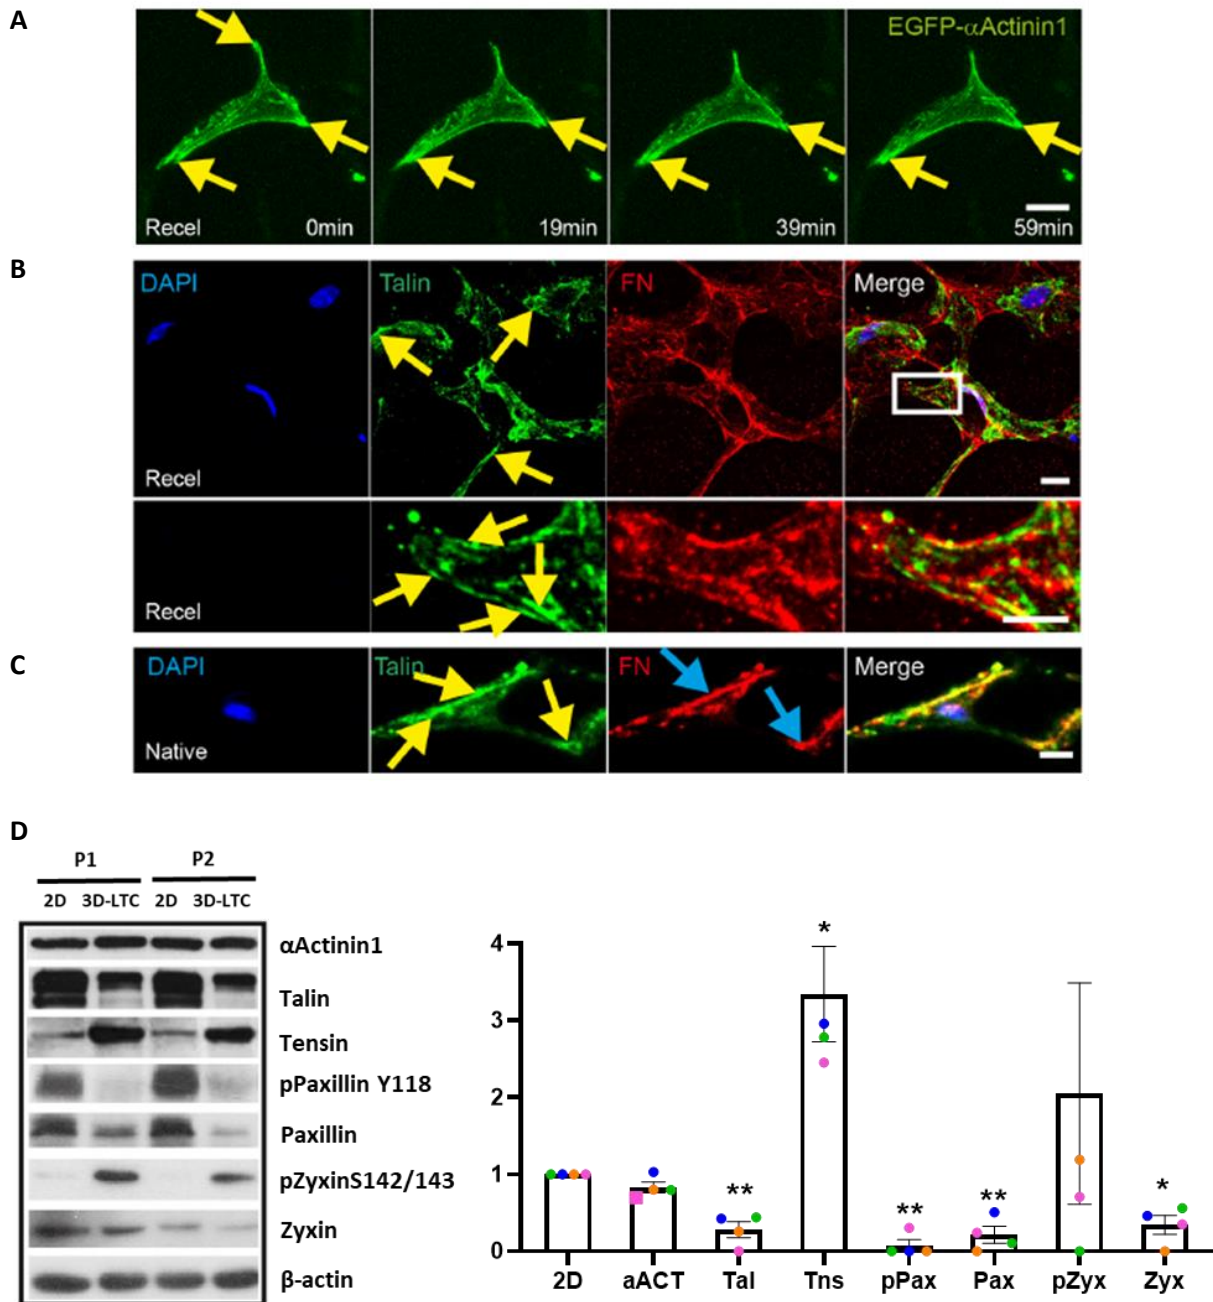 A
EGFP-αActinin1
Recel 0min 19min 39min 59min
B
DAPI Talin FN Merge
Recel
Recel
C
DAPI Talin FN Merge
Native
D
P1 P2
2D 3D-LTC 2D 3D-LTC
αActinin1
Talin
Tensin
pPaxillin Y118
Paxillin
pZyxinS142/143
Zyxin
β-actin
4
3
2
1
0
*
**
**
**
*
2D aACT Tal Tns pPax Pax pZyx Zyx